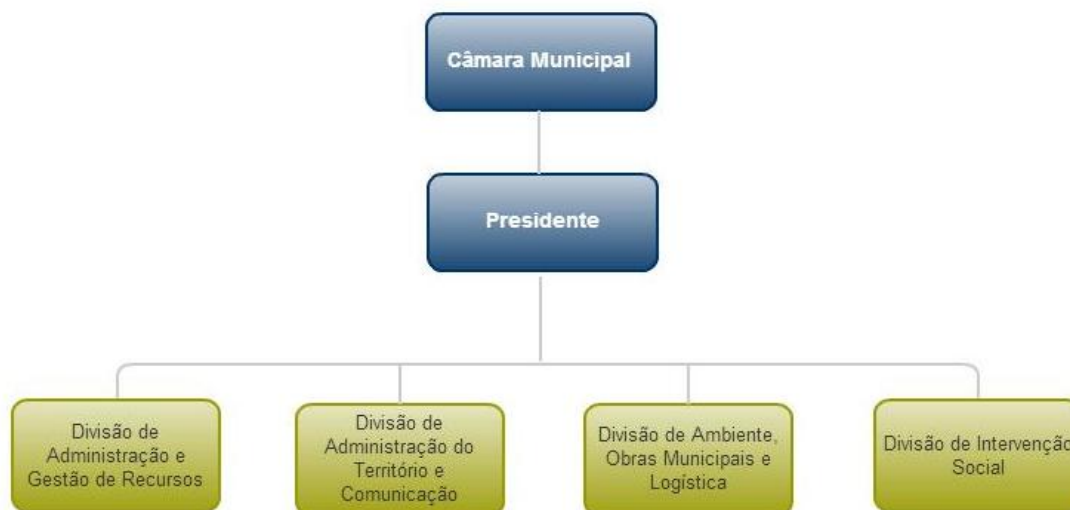 Câmara Municipal
Presidente
Divisão de
Administração e
Gestão de Recursos
Divisão de
Administração do
Território e
Comunicação
Divisão de Ambiente,
Obras Municipais e
Logística
Divisão de Intervenção
Social